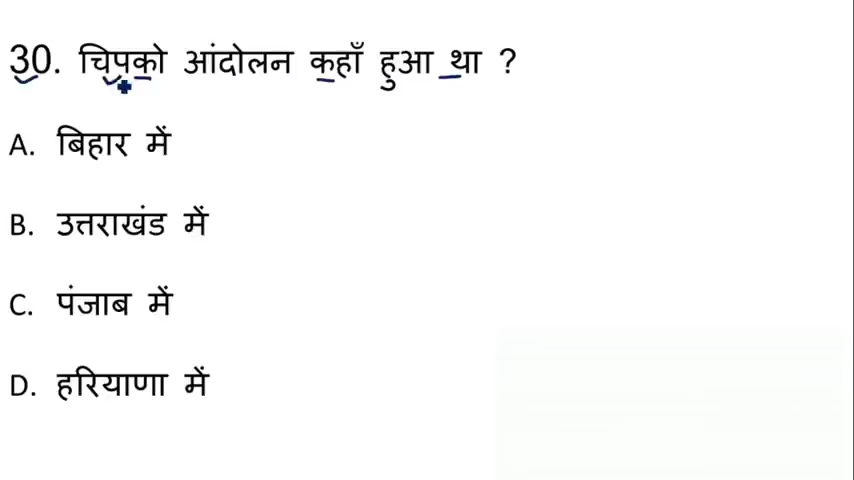 30. चिपको आंदोलन कहाँ हुआ था ?
A. बिहार में
B. उत्तराखंड में
C. पंजाब में
D. हरियाणा में